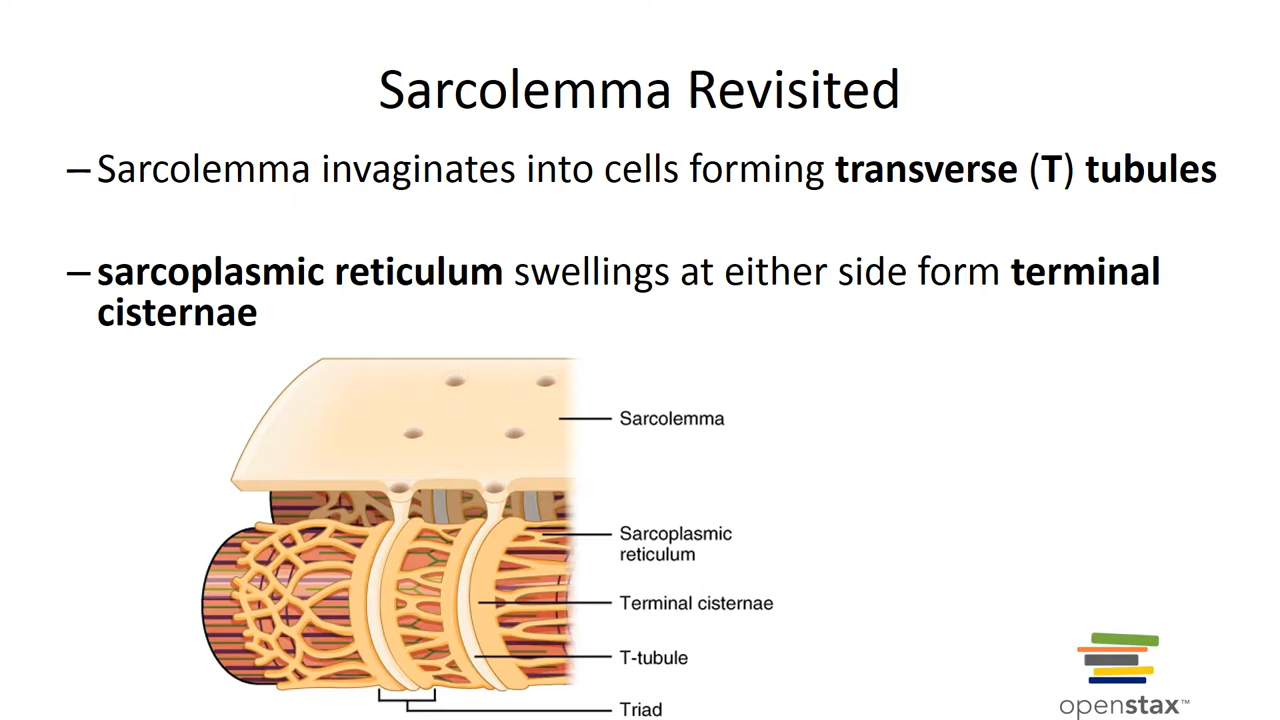 Sarcolemma Revisited
–Sarcolemma invaginates into cells forming transverse (T) tubules
–sarcoplasmic reticulum swellings at either side form terminal
cisternae
Sarcolemma
Sarcoplasmic
reticulum
Terminal cisternae
T-tubule
Triad
openstax™